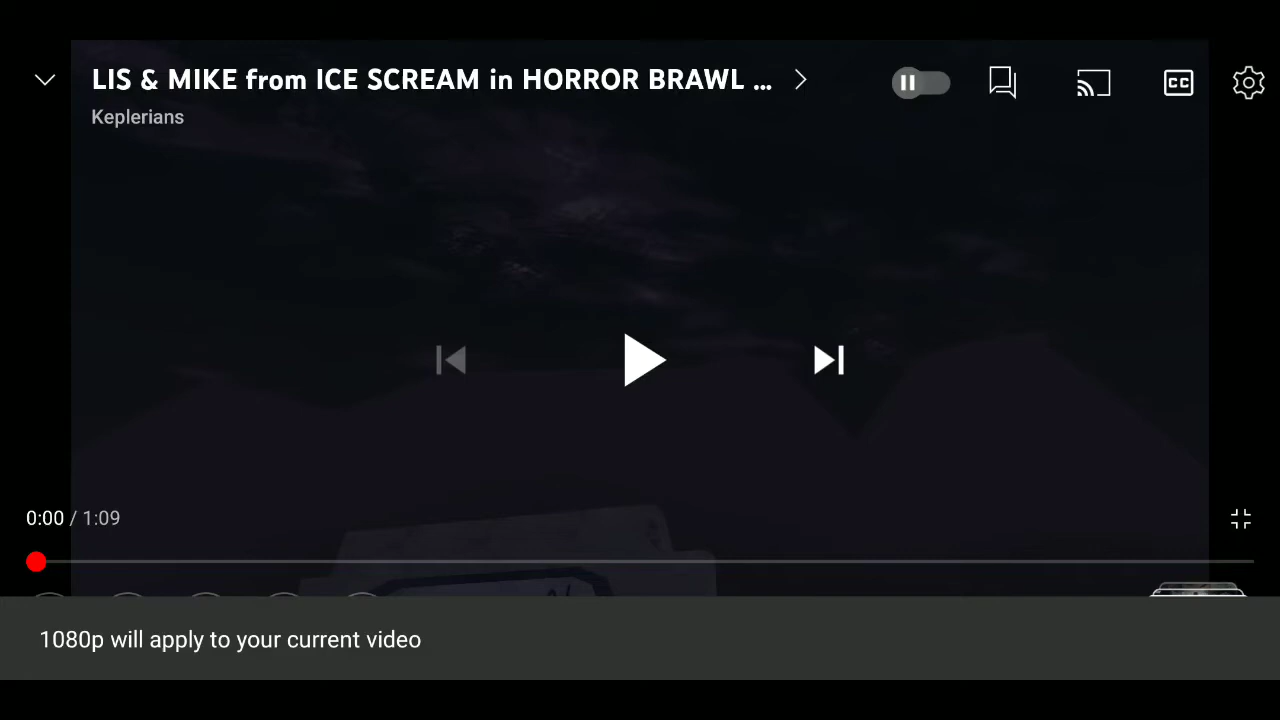 LIS & MIKE from ICE SCREAM in HORROR BRAWL ...
Keplerians
CC
0:00 / 1:09
1080p will apply to your current video